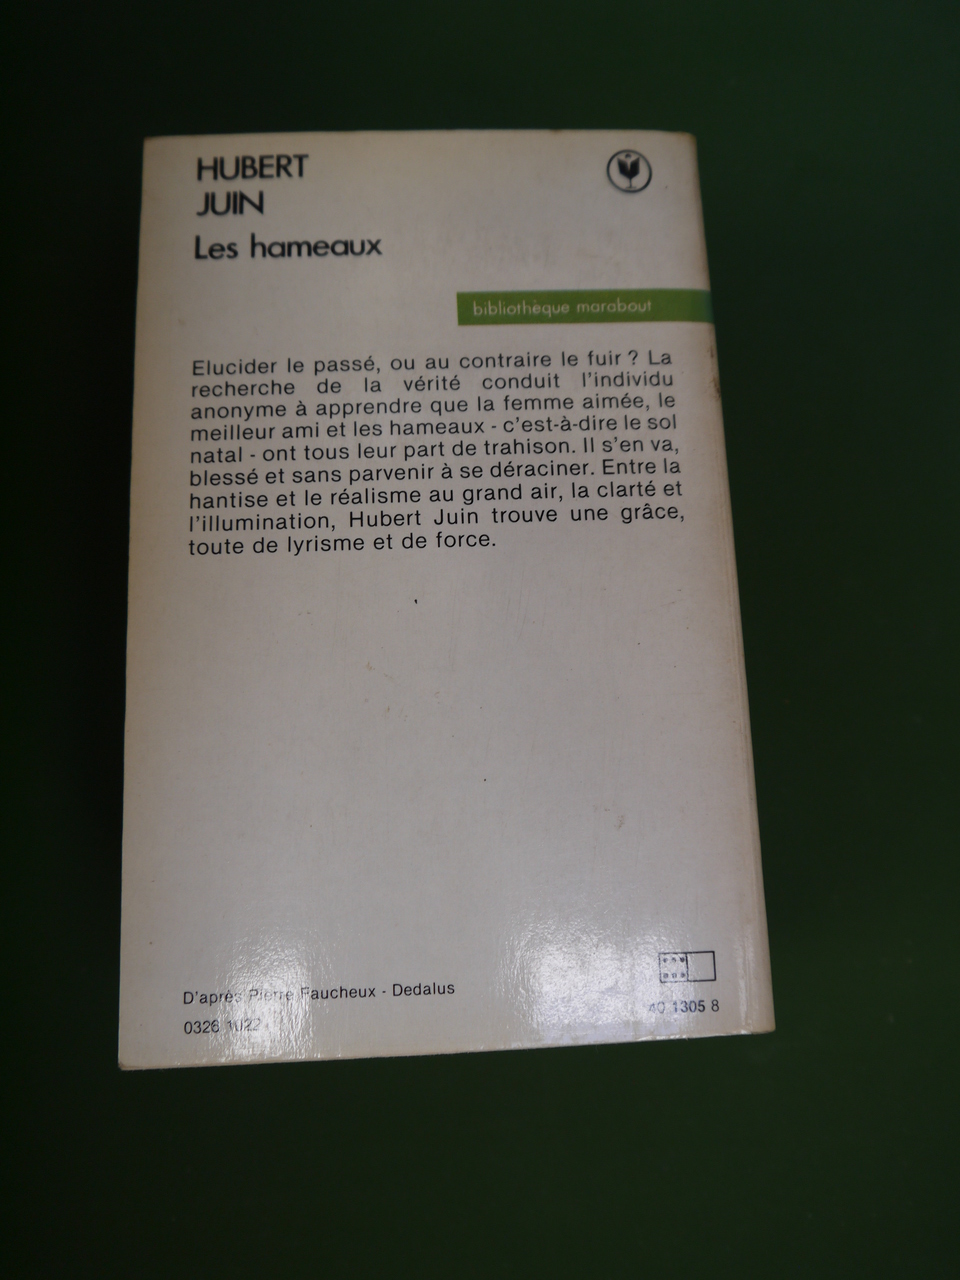 HUBERT
JUIN
Les hameaux
bibliothèque marabout
Elucider le passé, ou au contraire le fuir ? La
recherche de la vérité conduit l'individu
anonyme à apprendre que la femme aimée, le
meilleur ami et les hameaux - c'est-à-dire le sol
natal - ont tous leur part de trahison. Il s'en va,
blessé et sans parvenir à se déraciner. Entre la
hantise et le réalisme au grand air, la clarté et
l'illumination, Hubert Juin trouve une grâce,
toute de lyrisme et de force.
D'après Pierre Faucheux - Dedalus
40 1305 8
0326